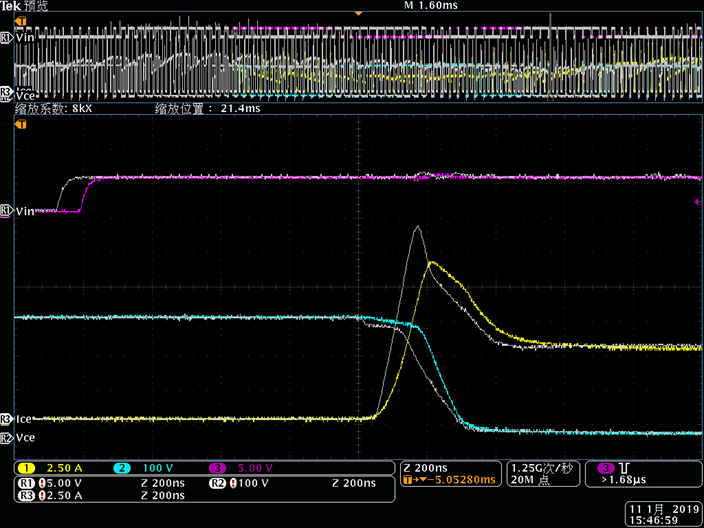 Tek 预览 M 1.60ms
T
R1 Vin
Ice
R3 Vce
缩放系数: 8kX 缩放位置: 21.4ms
T
R1 Vin
R3 Ice
R2 Vce
1 2.50 A 2 100 V 3 5.00 V
R1 5.00 V Z 200ns R2 100 V Z 200ns
R3 2.50 A Z 200ns
Z 200ns
T→▼-5.05280ms
1.25G次/秒
20M 点
3
>1.68μs
11 1月 2019
15:46:59